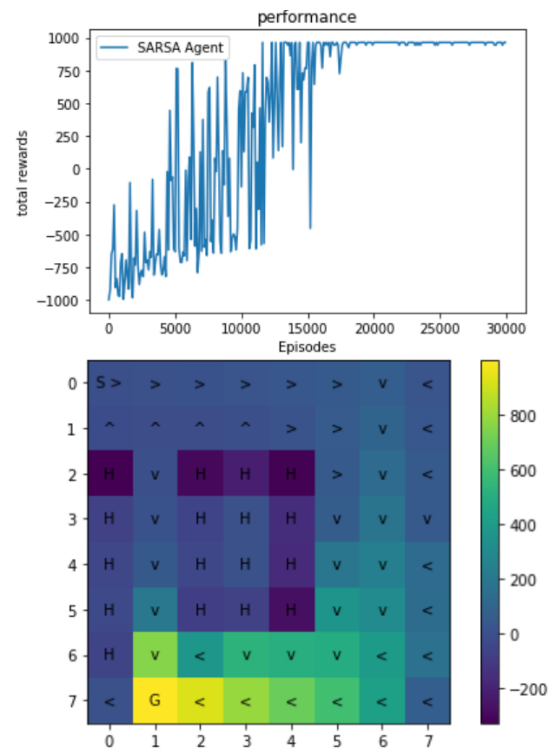 performance
1000
SARSA Agent
750
500
250
0
−250
−500
−750
−1000
total rewards
0 5000 10000 15000 20000 25000 30000
Episodes
0 S > > > > > > v <
1 ^ ^ ^ ^ > > v <
2 H v H H H > v <
3 H v H H H v v v
4 H v H H H v v <
5 H v H H H v v <
6 H v < v v v < <
7 < G < < < < < <
0 1 2 3 4 5 6 7
800
600
400
200
0
−200